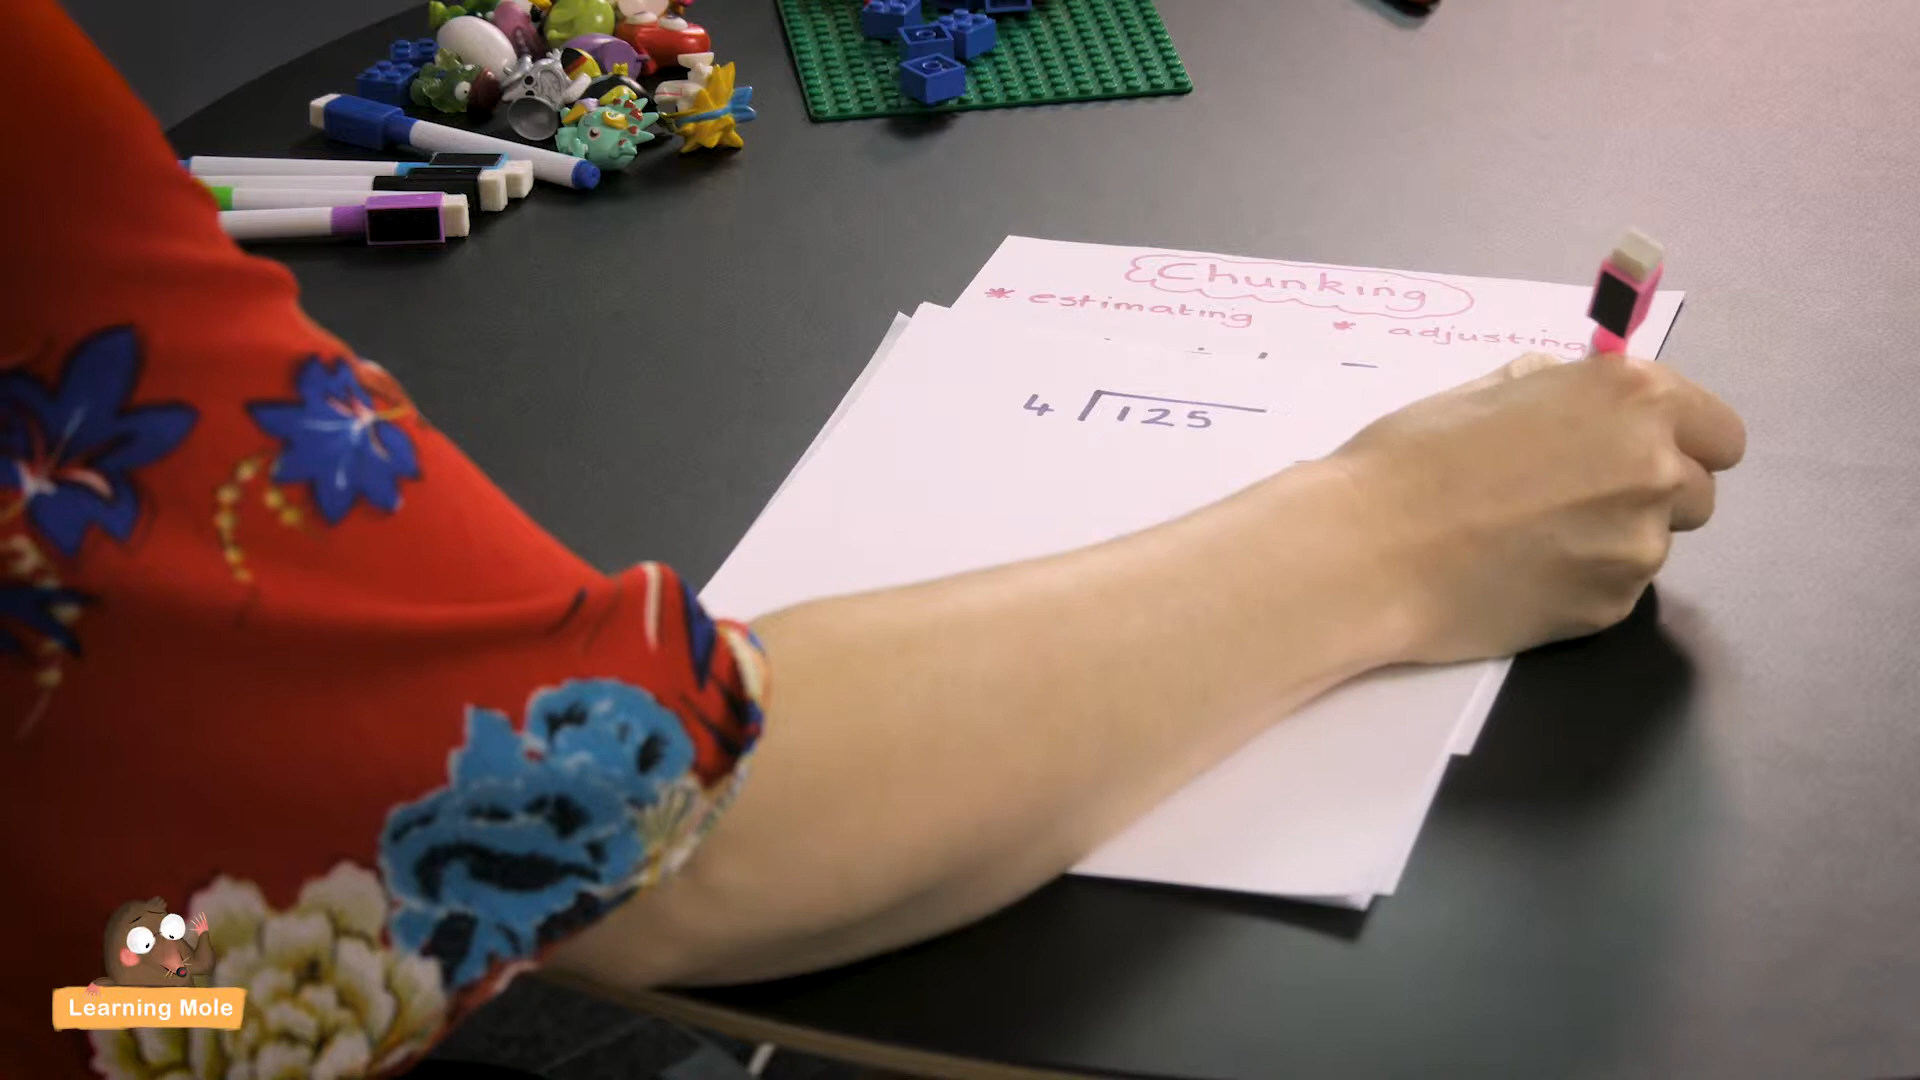 Chunking
* estimating
* adjusting
4 125
Learning Mole